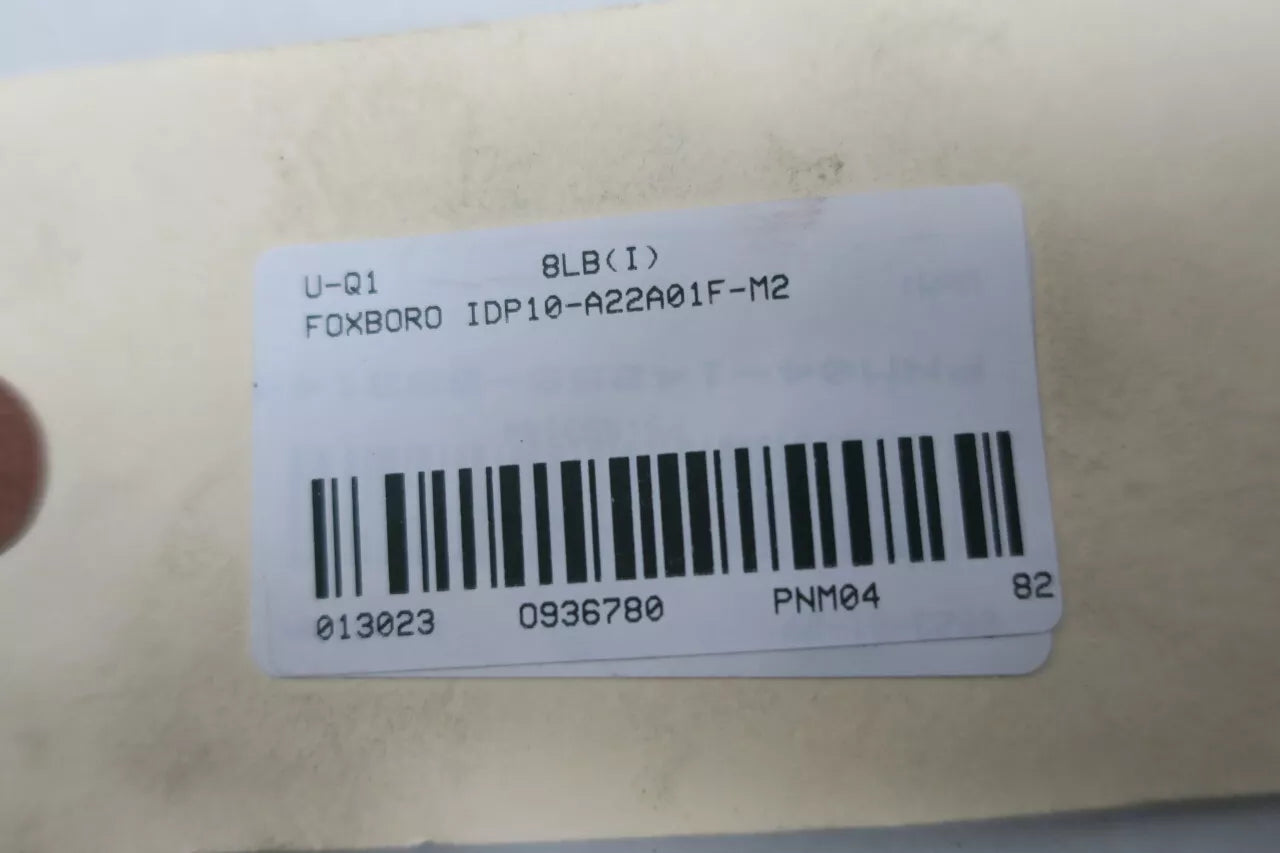 U-Q1 8LB(I)
FOXBORO IDP10-A22A01F-M2
013023 0936780 PNM04 82